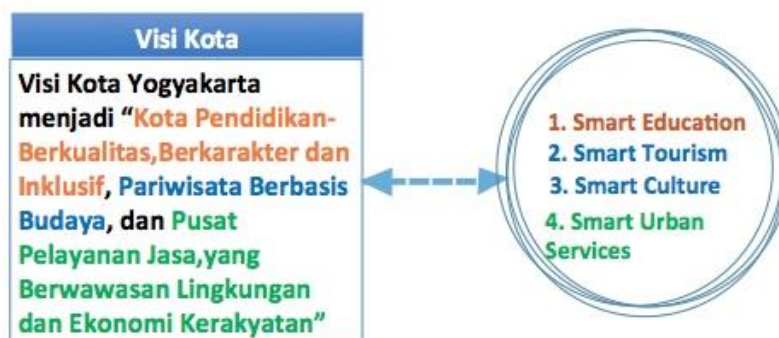 Visi Kota
Visi Kota Yogyakarta
menjadi “Kota Pendidikan-
Berkualitas,Berkarakter dan
Inklusif, Pariwisata Berbasis
Budaya, dan Pusat
Pelayanan Jasa,yang
Berwawasan Lingkungan
dan Ekonomi Kerakyatan”
1. Smart Education
2. Smart Tourism
3. Smart Culture
4. Smart Urban
Services